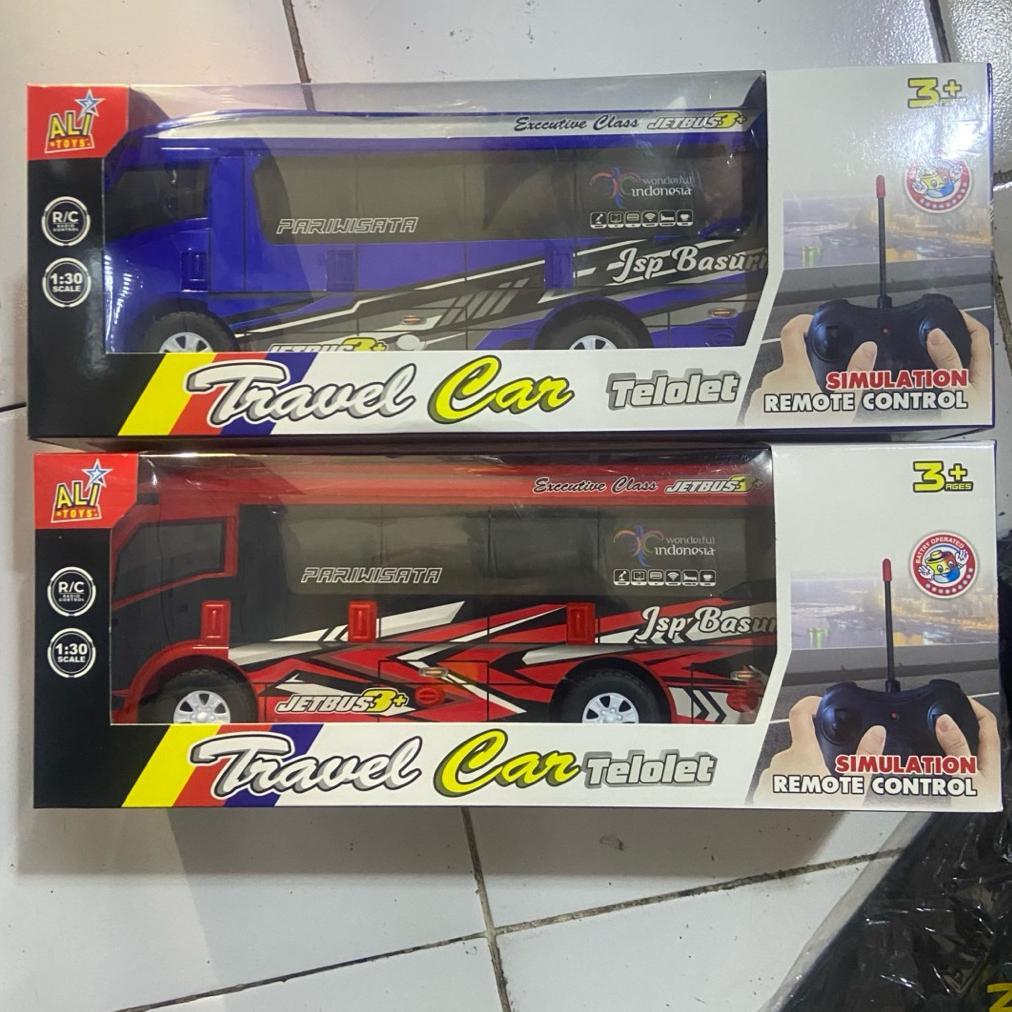 ALI
TOYS
R/C
RADIO
CONTROL
1:30
SCALE
Executive Class JETBUS3+
3+
wonderful
indonesia
PARIWISATA
Jsp Basuri
JETBUS3+
Travel Car Telolet
SIMULATION
REMOTE CONTROL
ALI
TOYS
R/C
RADIO
CONTROL
1:30
SCALE
Executive Class JETBUS3+
3+
AGES
wonderful
indonesia
PARIWISATA
BATTRY OPERATED
Jsp Basur
JETBUS3+
Travel Car Telolet
SIMULATION
REMOTE CONTROL